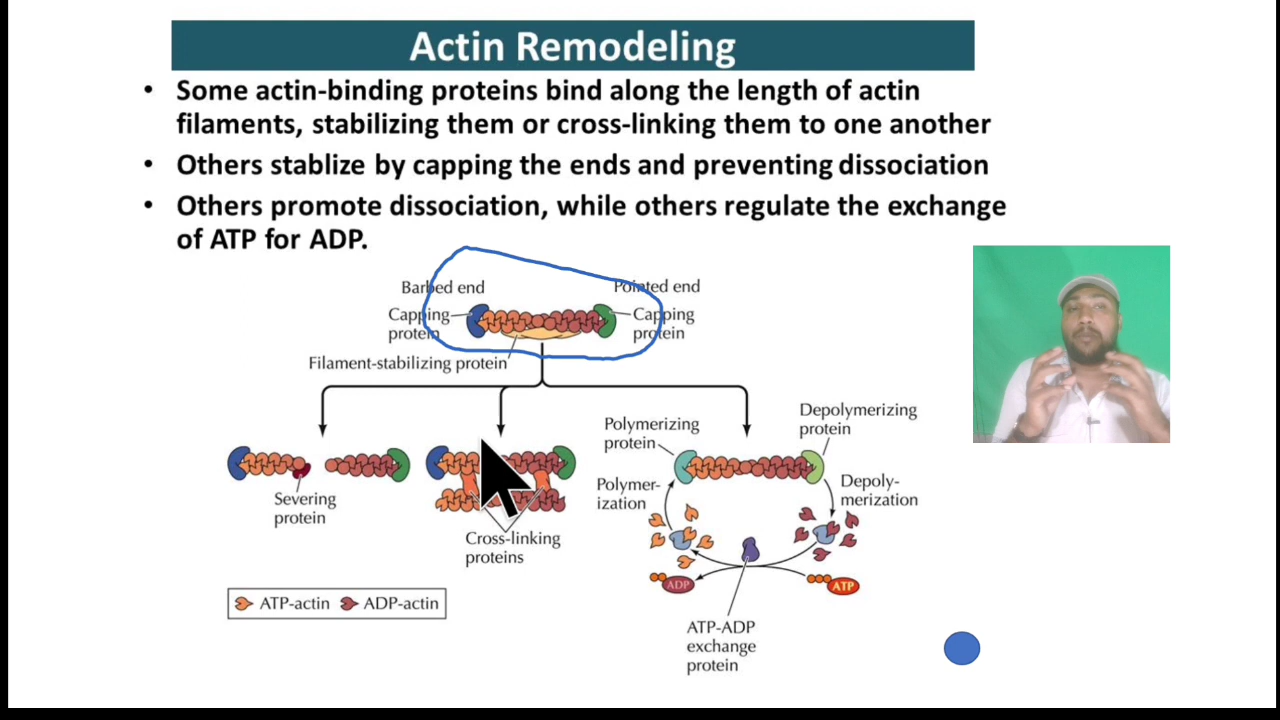 Actin Remodeling
• Some actin-binding proteins bind along the length of actin
filaments, stabilizing them or cross-linking them to one another
• Others stablize by capping the ends and preventing dissociation
• Others promote dissociation, while others regulate the exchange
of ATP for ADP.
Barbed end
Pointed end
Capping
protein
Capping
protein
Filament-stabilizing protein
Severing
protein
Cross-linking
proteins
Polymerizing
protein
Depolymerizing
protein
Polymer-
ization
Depoly-
merization
ADP
ATP
ATP-ADP
exchange
protein
ATP-actin
ADP-actin